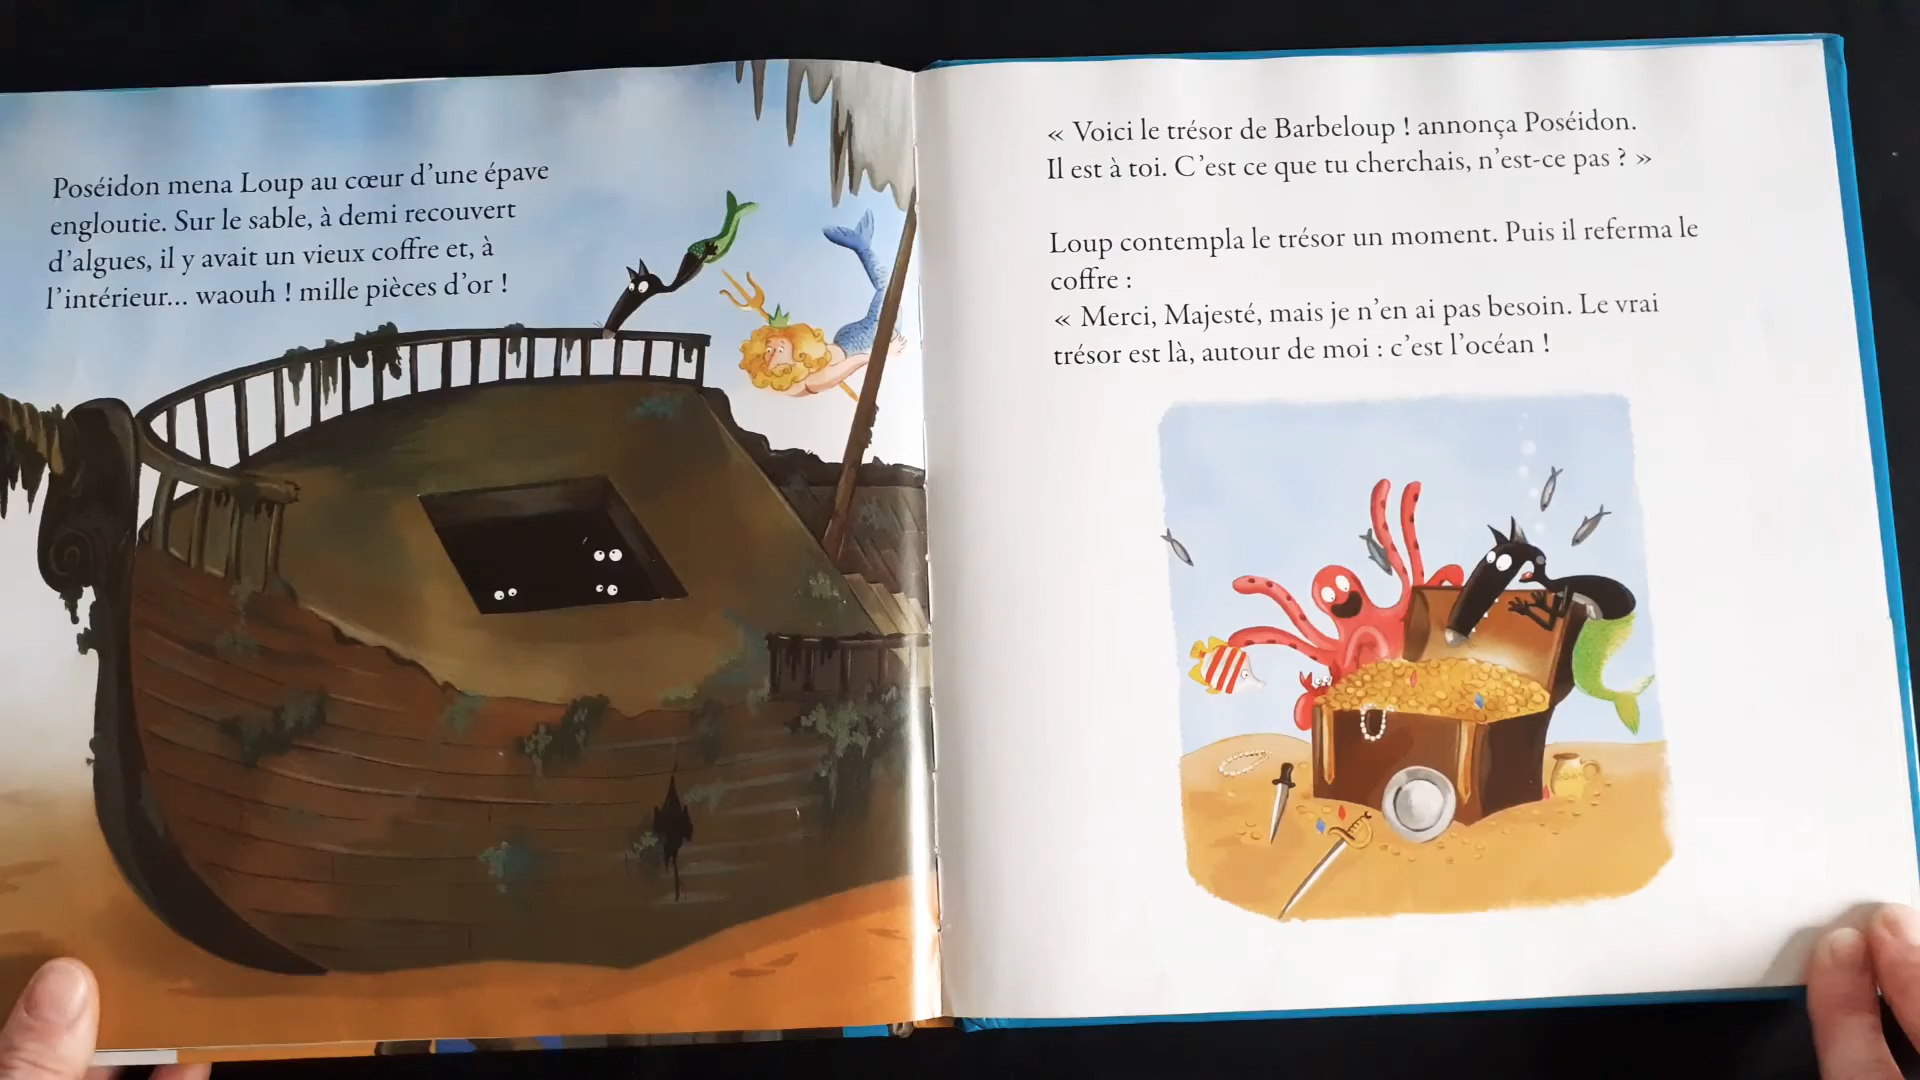 Poséidon mena Loup au cœur d'une épave
engloutie. Sur le sable, à demi recouvert
d'algues, il y avait un vieux coffre et, à
l'intérieur... waouh ! mille pièces d'or !
« Voici le trésor de Barbeloup ! annonça Poséidon.
Il est à toi. C'est ce que tu cherchais, n'est-ce pas ? »
Loup contempla le trésor un moment. Puis il referma le
coffre :
« Merci, Majesté, mais je n'en ai pas besoin. Le vrai
trésor est là, autour de moi : c'est l'océan !